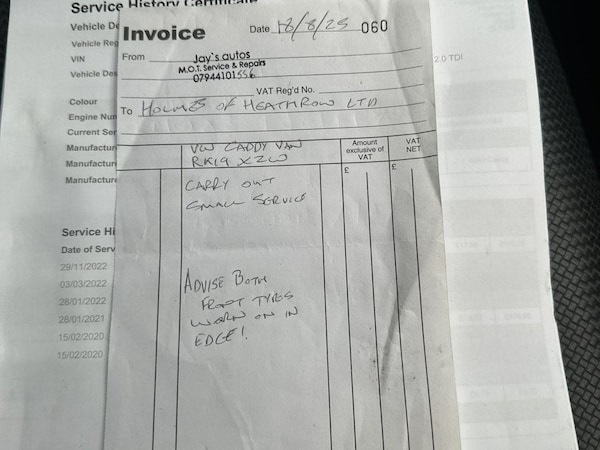 Service History Certificate
Vehicle De
Vehicle Reg
VIN
Vehicle Des
2.0 TDI
Colour
Engine Num
Current Ser
Manufactur
Manufactur
Manufactur
Service Hi
Date of Serv
29/11/2022
03/03/2022
28/01/2022
28/01/2021
15/02/2020
15/02/2020
Invoice Date 18/8/25 060
From Jay's autos
M.O.T. Service & Repairs
07944101556
VAT Reg'd No.
To HOLMES OF HEATHROW LTD
VW CADDY VAN
RK19 XZW
Amount exclusive of VAT
VAT NET
£ £
CARRY OUT
SMALL SERVICE
ADVISE BOTH
FRONT TYRES
WORN ON IN
EDGE!